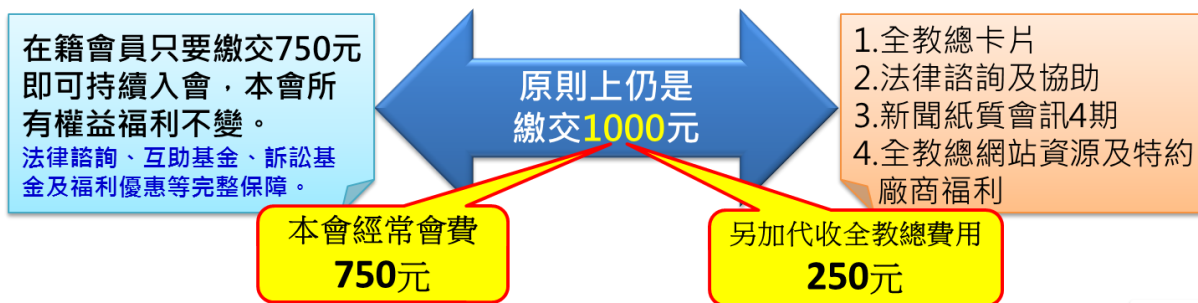 在籍會員只要繳交750元
即可持續入會，本會所
有權益福利不變。
法律諮詢、互助基金、訴訟基
金及福利優惠等完整保障。
原則上仍是
繳交1000元
1.全教總卡片
2.法律諮詢及協助
3.新聞紙質會訊4期
4.全教總網站資源及特約
廠商福利
本會經常會費
750元
另加代收全教總費用
250元